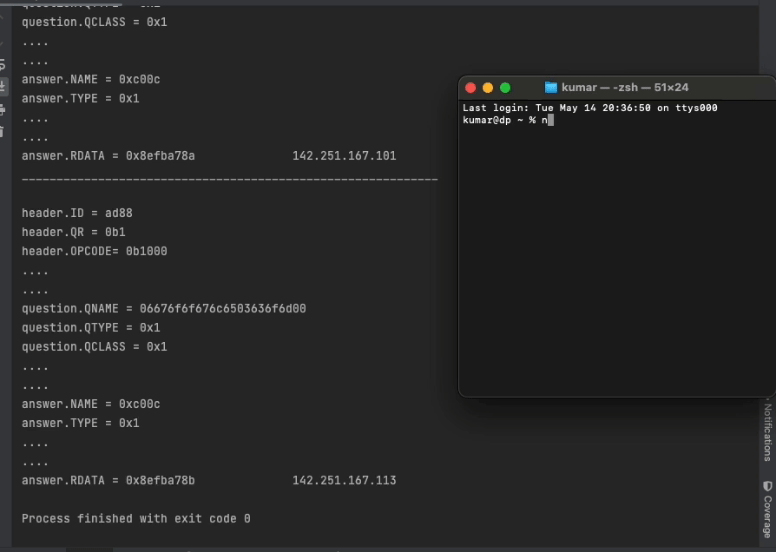 question.QCLASS = 0x1
....
....
answer.NAME = 0xc00c
answer.TYPE = 0x1
....
....
answer.RDATA = 0x8efba78a 142.251.167.101
------------------------------------------------------------
header.ID = ad88
header.QR = 0b1
header.OPCODE= 0b1000
....
....
question.QNAME = 06676f6f676c6503636f6d00
question.QTYPE = 0x1
question.QCLASS = 0x1
....
....
answer.NAME = 0xc00c
answer.TYPE = 0x1
....
....
answer.RDATA = 0x8efba78b 142.251.167.113
Process finished with exit code 0
kumar — -zsh — 51×24
Last login: Tue May 14 20:36:50 on ttys000
kumar@dp ~ % n
Notifications
Coverage